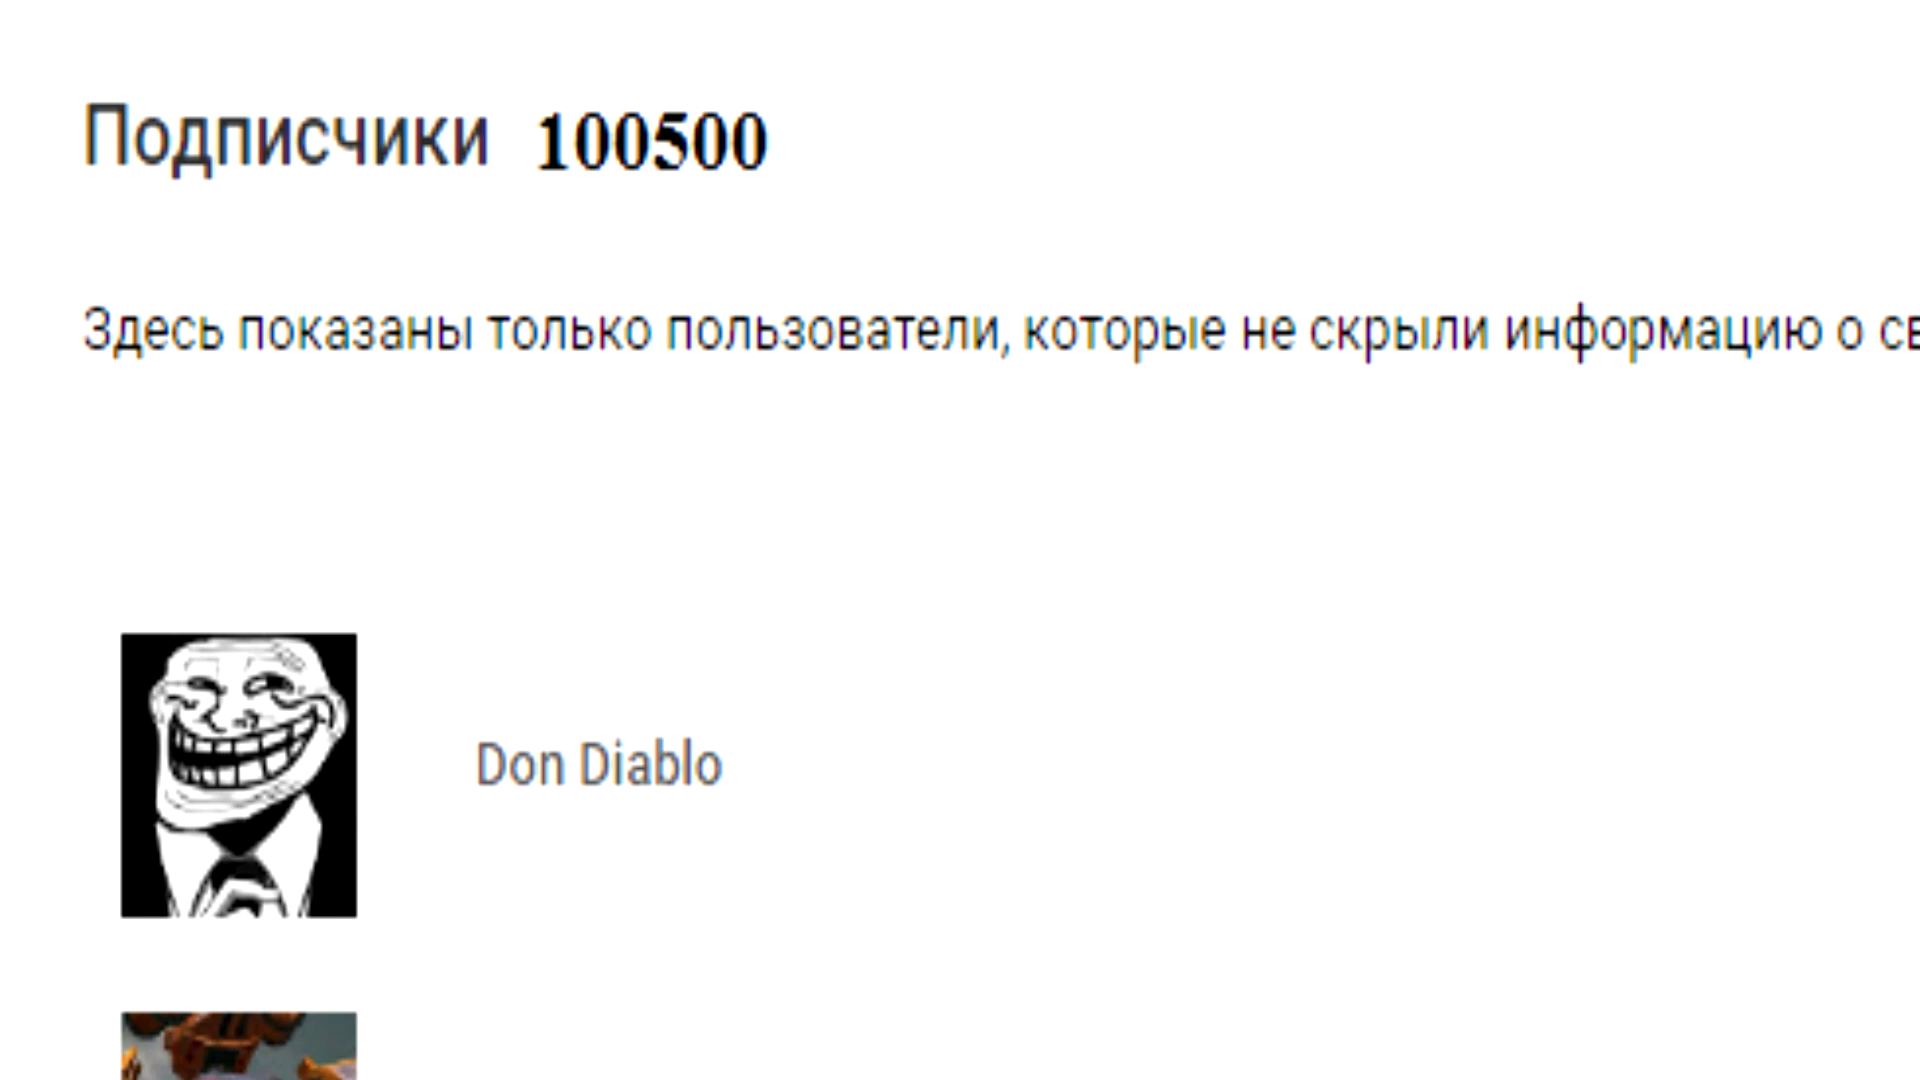 Подписчики 100500
Здесь показаны только пользователи, которые не скрыли информацию о
Don Diablo